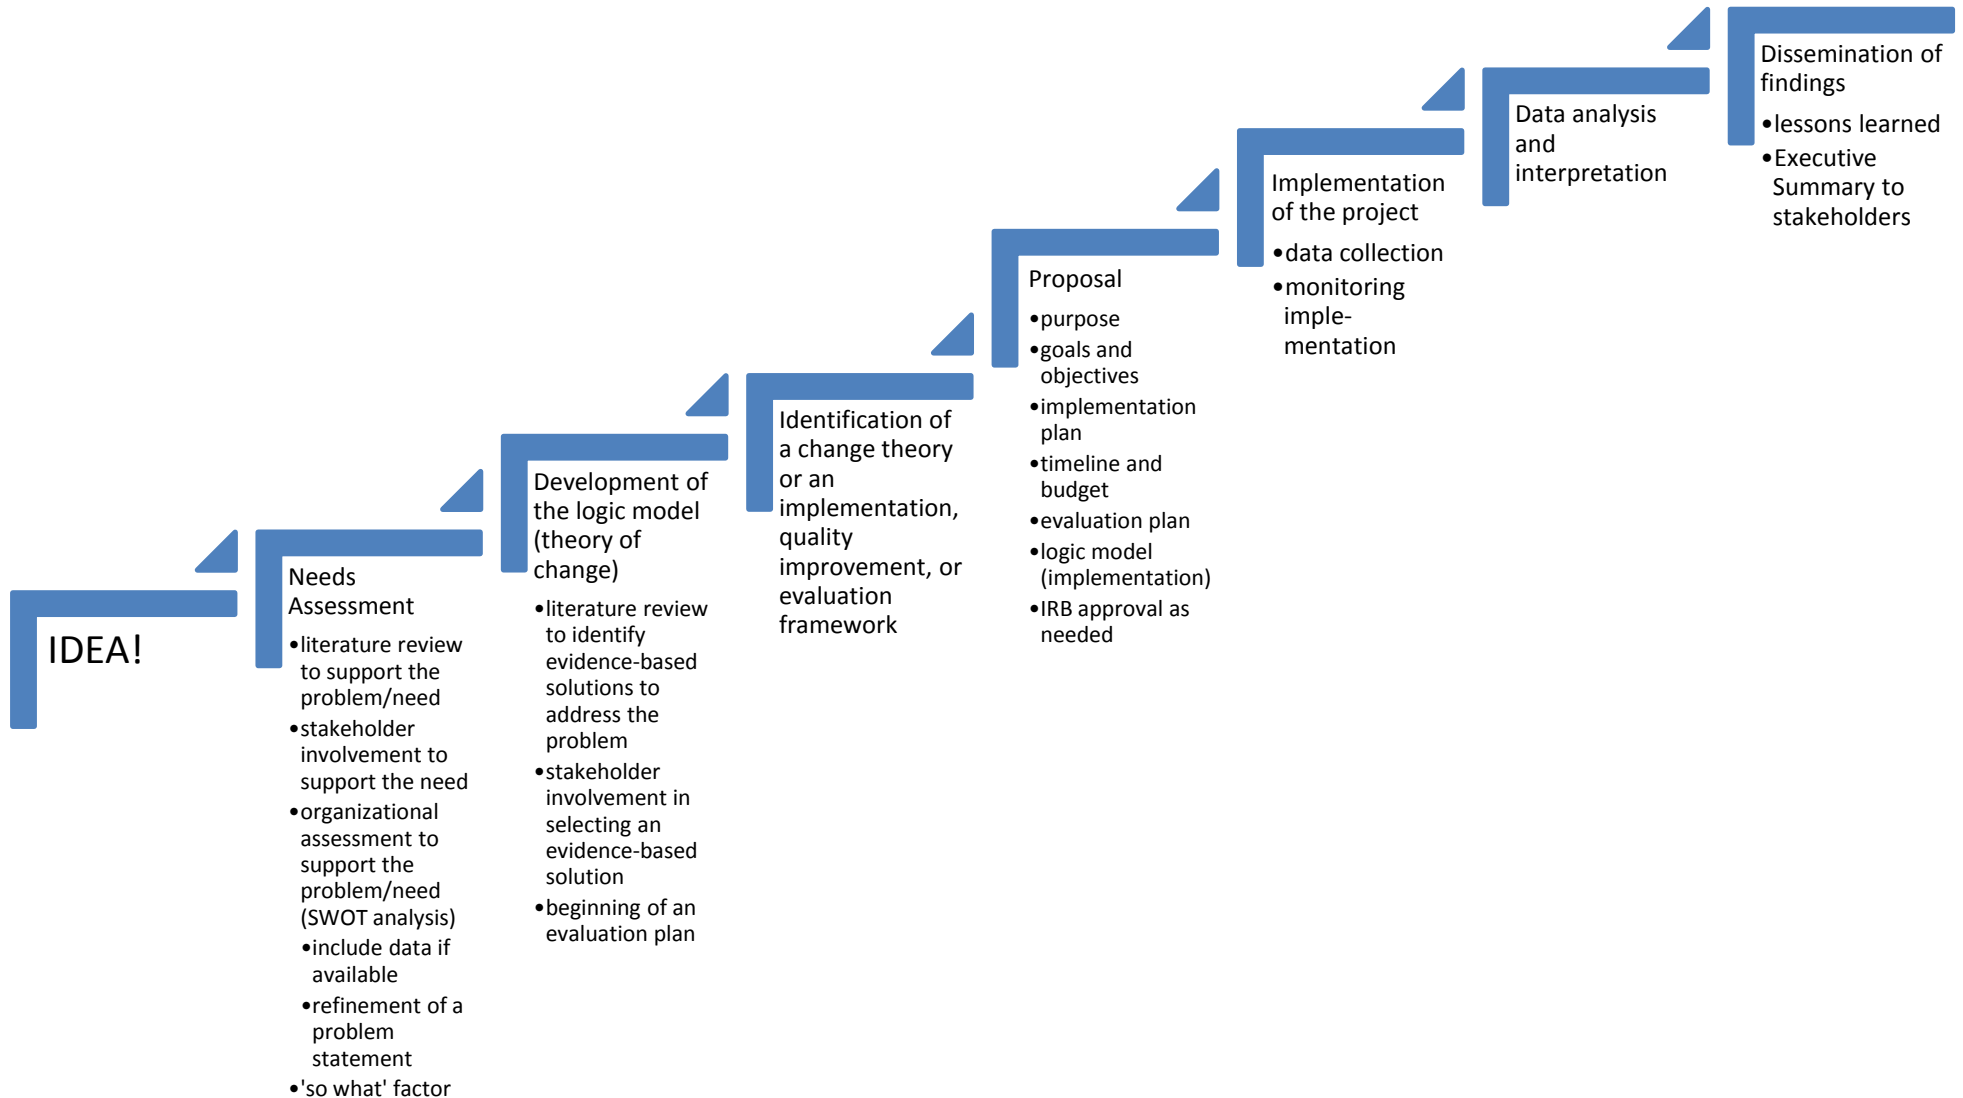 IDEA!
Needs
Assessment
•literature review
to support the
problem/need
•stakeholder
involvement to
support the need
•organizational
assessment to
support the
problem/need
(SWOT analysis)
•include data if
available
•refinement of a
problem
statement
•'so what' factor
Development of
the logic model
(theory of
change)
•literature review
to identify
evidence-based
solutions to
address the
problem
•stakeholder
involvement in
selecting an
evidence-based
solution
•beginning of an
evaluation plan
Identification of
a change theory
or an
implementation,
quality
improvement, or
evaluation
framework
Proposal
•purpose
•goals and
objectives
•implementation
plan
•timeline and
budget
•evaluation plan
•logic model
(implementation)
•IRB approval as
needed
Implementation
of the project
•data collection
•monitoring
imple-
mentation
Data analysis
and
interpretation
Dissemination of
findings
•lessons learned
•Executive
Summary to
stakeholders